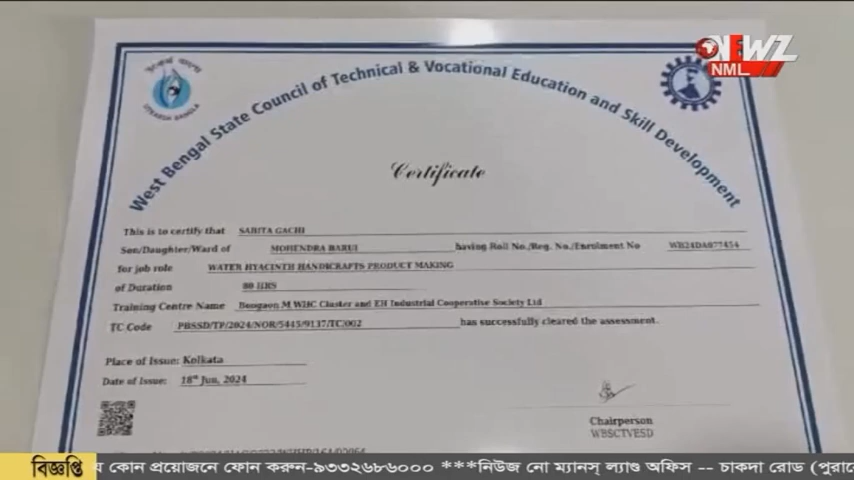 NEWZ
NML
উৎকর্ষ বাংলা
UTKARSH BANGLA
West Bengal State Council of Technical & Vocational Education and Skill Development
Certificate
This is to certify that SABITA GACHI
Son/Daughter/Ward of MOHENDRA BARUI having Roll No./Reg. No./Enrolment No WB24DA077454
for job role WATER HYACINTH HANDICRAFTS PRODUCT MAKING
of Duration 80 HRS
Training Centre Name Bongaon M WHC Cluster and EH Industrial Cooperative Society Ltd
TC Code PBSSD/TP/2024/NOR/5445/9137/TC/002 has successfully cleared the assessment.
Place of Issue: Kolkata
Date of Issue: 18th Jun, 2024
Chairperson
WBSCTVESD
বিজ্ঞপ্তি য কোন প্রয়োজনে ফোন করুন-৯৩৩২৬৮৬০০০ ***নিউজ নো ম্যানস্ ল্যাণ্ড অফিস -- চাকদা রোড (পুরাে